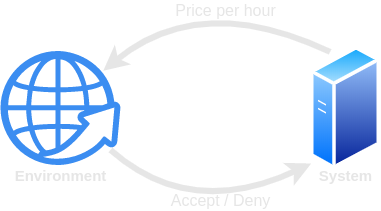 Price per hour
Environment
System
Accept / Deny